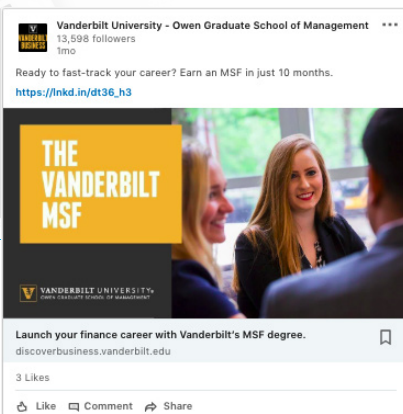 VANDERBILT
BUSINESS
Vanderbilt University - Owen Graduate School of Management
13,598 followers
1mo
Ready to fast-track your career? Earn an MSF in just 10 months.
https://lnkd.in/dt36_h3
THE
VANDERBILT
MSF
V VANDERBILT UNIVERSITY®
OWEN GRADUATE SCHOOL OF MANAGEMENT
Launch your finance career with Vanderbilt's MSF degree.
discoverbusiness.vanderbilt.edu
3 Likes
Like Comment Share